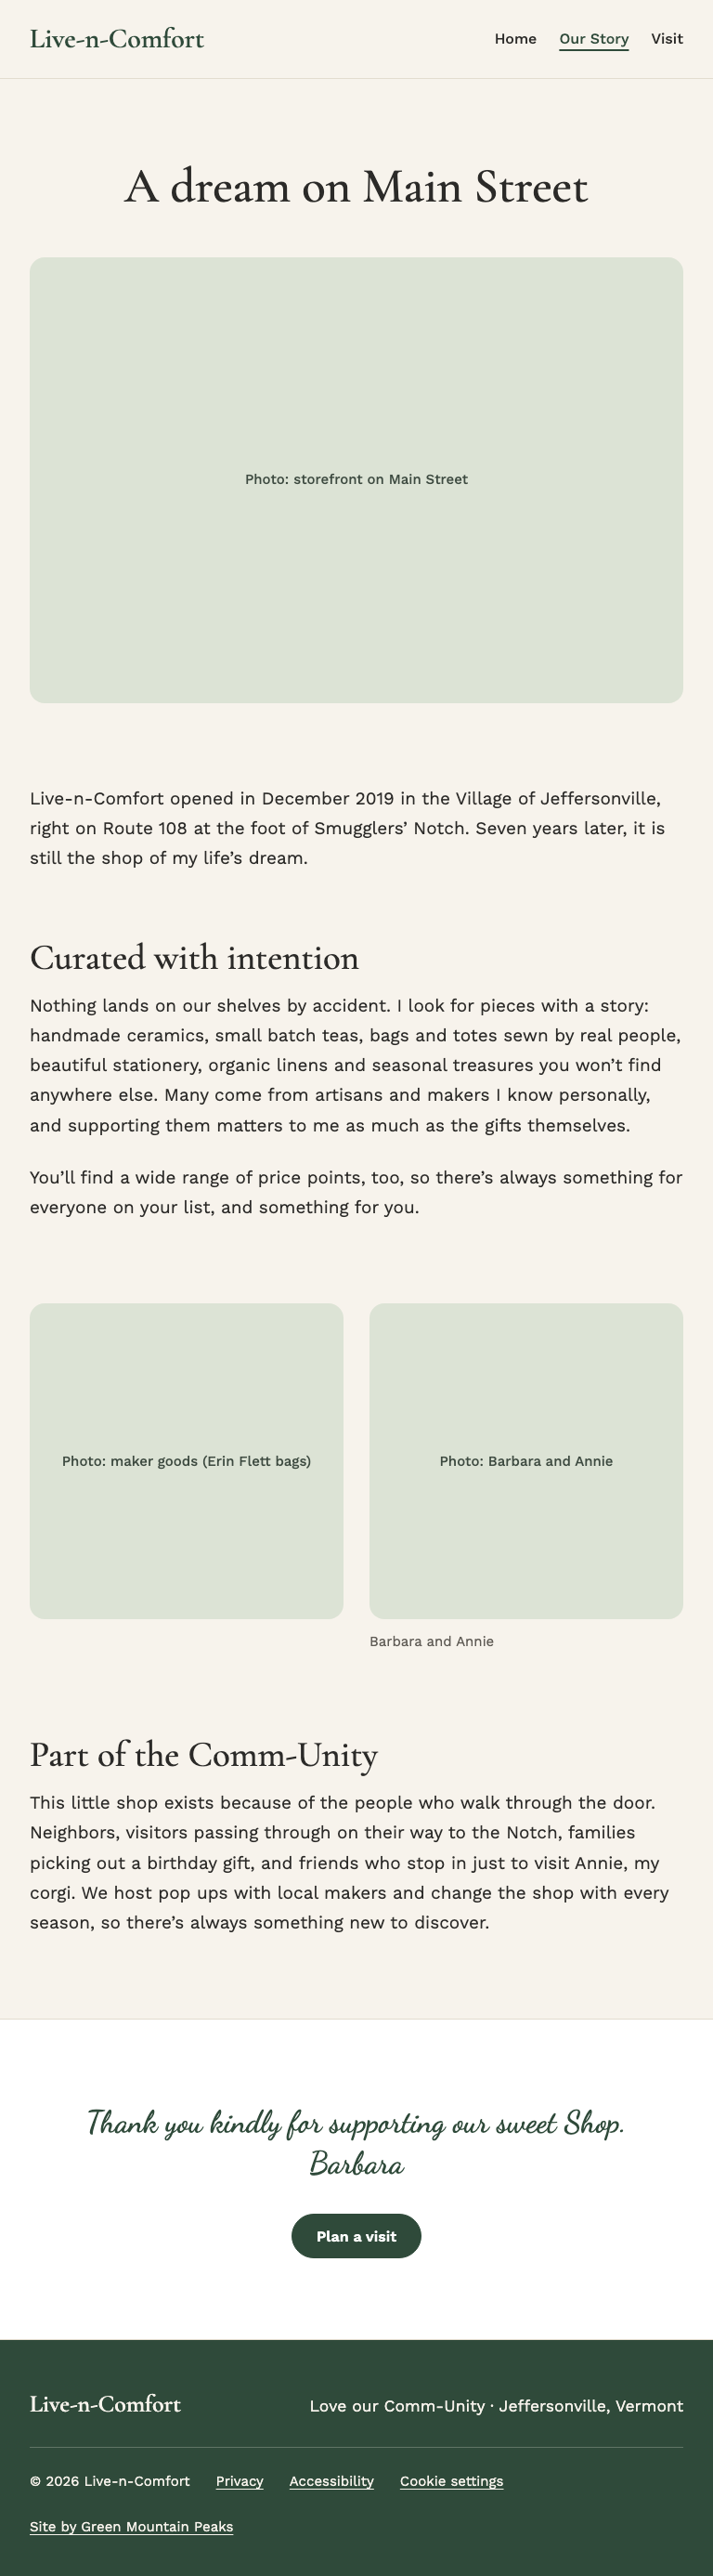 Live-n-Comfort
Home Our Story Visit
A dream on Main Street
Photo: storefront on Main Street
Live-n-Comfort opened in December 2019 in the Village of Jeffersonville,
right on Route 108 at the foot of Smugglers’ Notch. Seven years later, it is
still the shop of my life’s dream.
Curated with intention
Nothing lands on our shelves by accident. I look for pieces with a story:
handmade ceramics, small batch teas, bags and totes sewn by real people,
beautiful stationery, organic linens and seasonal treasures you won’t find
anywhere else. Many come from artisans and makers I know personally,
and supporting them matters to me as much as the gifts themselves.
You’ll find a wide range of price points, too, so there’s always something for
everyone on your list, and something for you.
Photo: maker goods (Erin Flett bags)
Photo: Barbara and Annie
Barbara and Annie
Part of the Comm-Unity
This little shop exists because of the people who walk through the door.
Neighbors, visitors passing through on their way to the Notch, families
picking out a birthday gift, and friends who stop in just to visit Annie, my
corgi. We host pop ups with local makers and change the shop with every
season, so there’s always something new to discover.
Thank you kindly for supporting our sweet Shop.
Barbara
Plan a visit
Live-n-Comfort
Love our Comm-Unity · Jeffersonville, Vermont
© 2026 Live-n-Comfort Privacy Accessibility Cookie settings
Site by Green Mountain Peaks